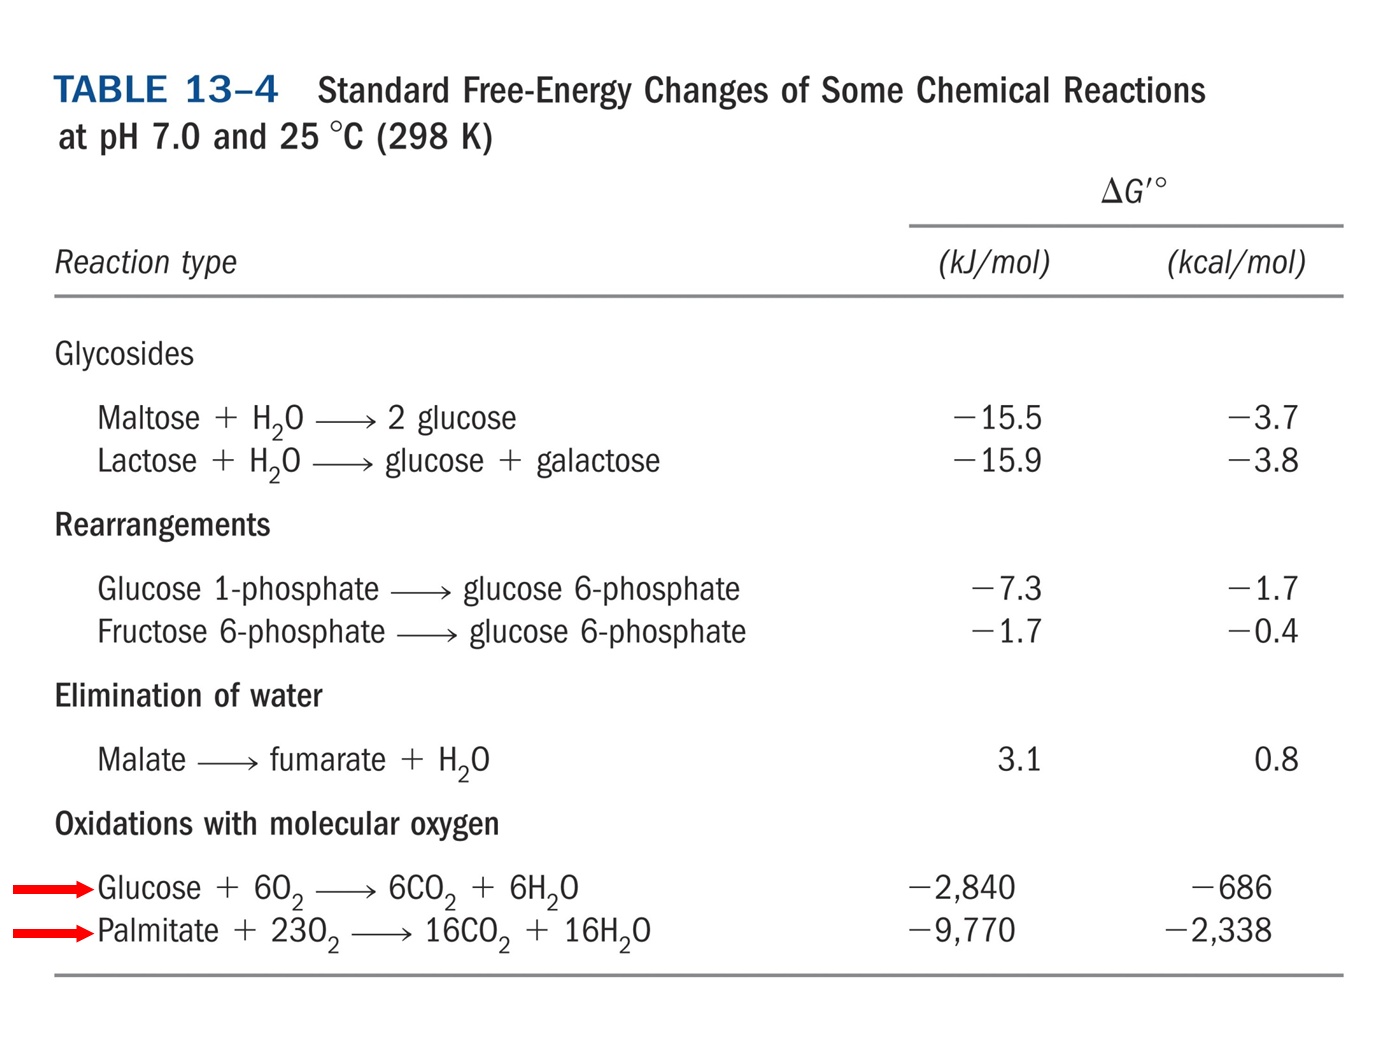 TABLE 13–4 Standard Free-Energy Changes of Some Chemical Reactions
at pH 7.0 and 25 °C (298 K)
ΔG′°
Reaction type (kJ/mol) (kcal/mol)
Glycosides
Maltose + H₂O ⟶ 2 glucose −15.5 −3.7
Lactose + H₂O ⟶ glucose + galactose −15.9 −3.8
Rearrangements
Glucose 1-phosphate ⟶ glucose 6-phosphate −7.3 −1.7
Fructose 6-phosphate ⟶ glucose 6-phosphate −1.7 −0.4
Elimination of water
Malate ⟶ fumarate + H₂O 3.1 0.8
Oxidations with molecular oxygen
Glucose + 6O₂ ⟶ 6CO₂ + 6H₂O −2,840 −686
Palmitate + 23O₂ ⟶ 16CO₂ + 16H₂O −9,770 −2,338